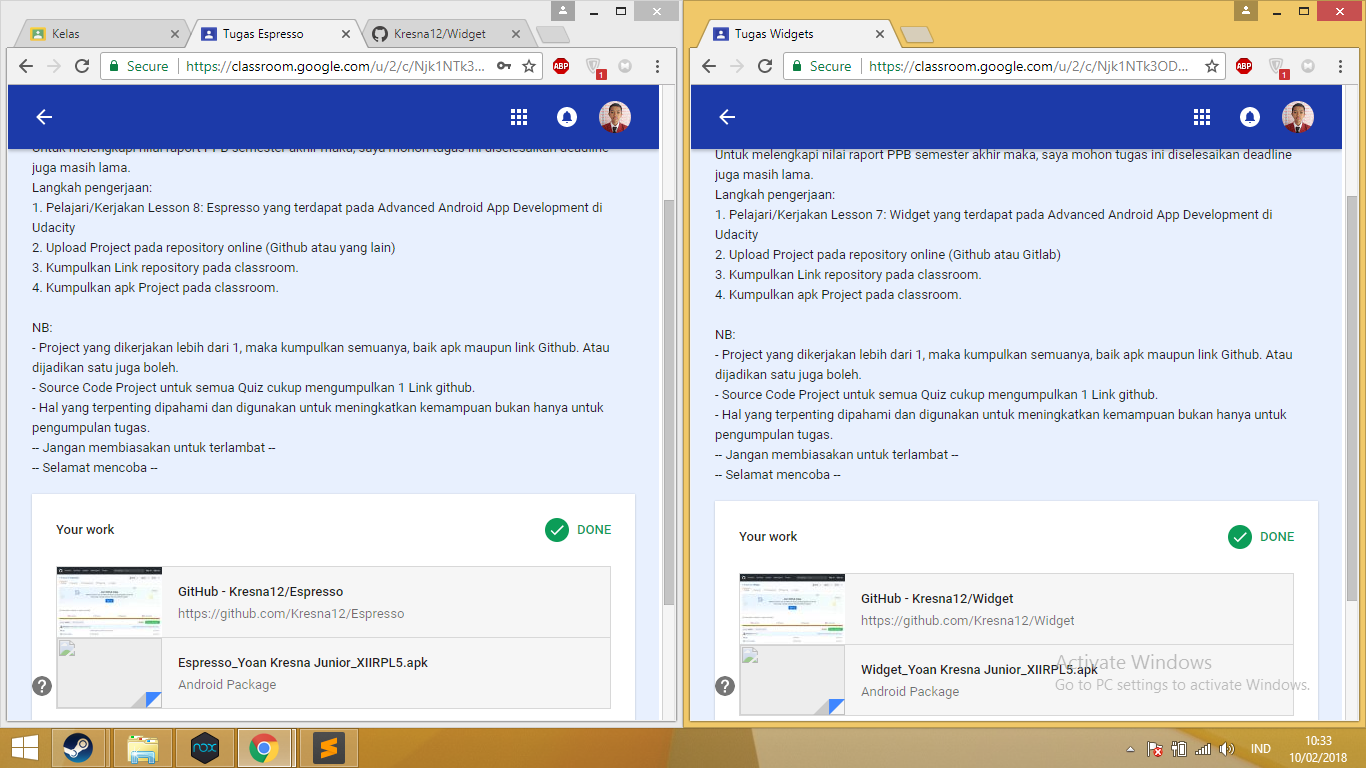 Kelas
Tugas Espresso
Kresna12/Widget
Secure
https://classroom.google.com/u/2/c/Njk1NTk3...
ABP
1
Untuk melengkapi nilai raport PPB semester akhir maka, saya mohon tugas ini diselesaikan deadline
juga masih lama.
Langkah pengerjaan:
1. Pelajari/Kerjakan Lesson 8: Espresso yang terdapat pada Advanced Android App Development di
Udacity
2. Upload Project pada repository online (Github atau yang lain)
3. Kumpulkan Link repository pada classroom.
4. Kumpulkan apk Project pada classroom.
NB:
- Project yang dikerjakan lebih dari 1, maka kumpulkan semuanya, baik apk maupun link Github. Atau
dijadikan satu juga boleh.
- Source Code Project untuk semua Quiz cukup mengumpulkan 1 Link github.
- Hal yang terpenting dipahami dan digunakan untuk meningkatkan kemampuan bukan hanya untuk
pengumpulan tugas.
-- Jangan membiasakan untuk terlambat --
-- Selamat mencoba --
Your work
DONE
GitHub - Kresna12/Espresso
https://github.com/Kresna12/Espresso
Espresso_Yoan Kresna Junior_XIIRPL5.apk
Android Package
?
Tugas Widgets
Secure
https://classroom.google.com/u/2/c/Njk1NTk3OD...
ABP
1
Untuk melengkapi nilai raport PPB semester akhir maka, saya mohon tugas ini diselesaikan deadline
juga masih lama.
Langkah pengerjaan:
1. Pelajari/Kerjakan Lesson 7: Widget yang terdapat pada Advanced Android App Development di
Udacity
2. Upload Project pada repository online (Github atau Gitlab)
3. Kumpulkan Link repository pada classroom.
4. Kumpulkan apk Project pada classroom.
NB:
- Project yang dikerjakan lebih dari 1, maka kumpulkan semuanya, baik apk maupun link Github. Atau
dijadikan satu juga boleh.
- Source Code Project untuk semua Quiz cukup mengumpulkan 1 Link github.
- Hal yang terpenting dipahami dan digunakan untuk meningkatkan kemampuan bukan hanya untuk
pengumpulan tugas.
-- Jangan membiasakan untuk terlambat --
-- Selamat mencoba --
Your work
DONE
GitHub - Kresna12/Widget
https://github.com/Kresna12/Widget
Widget_Yoan Kresna Junior_XIIRPL5.apk
Android Package
?
Activate Windows
Go to PC settings to activate Windows.
nox
IND
10:33
10/02/2018